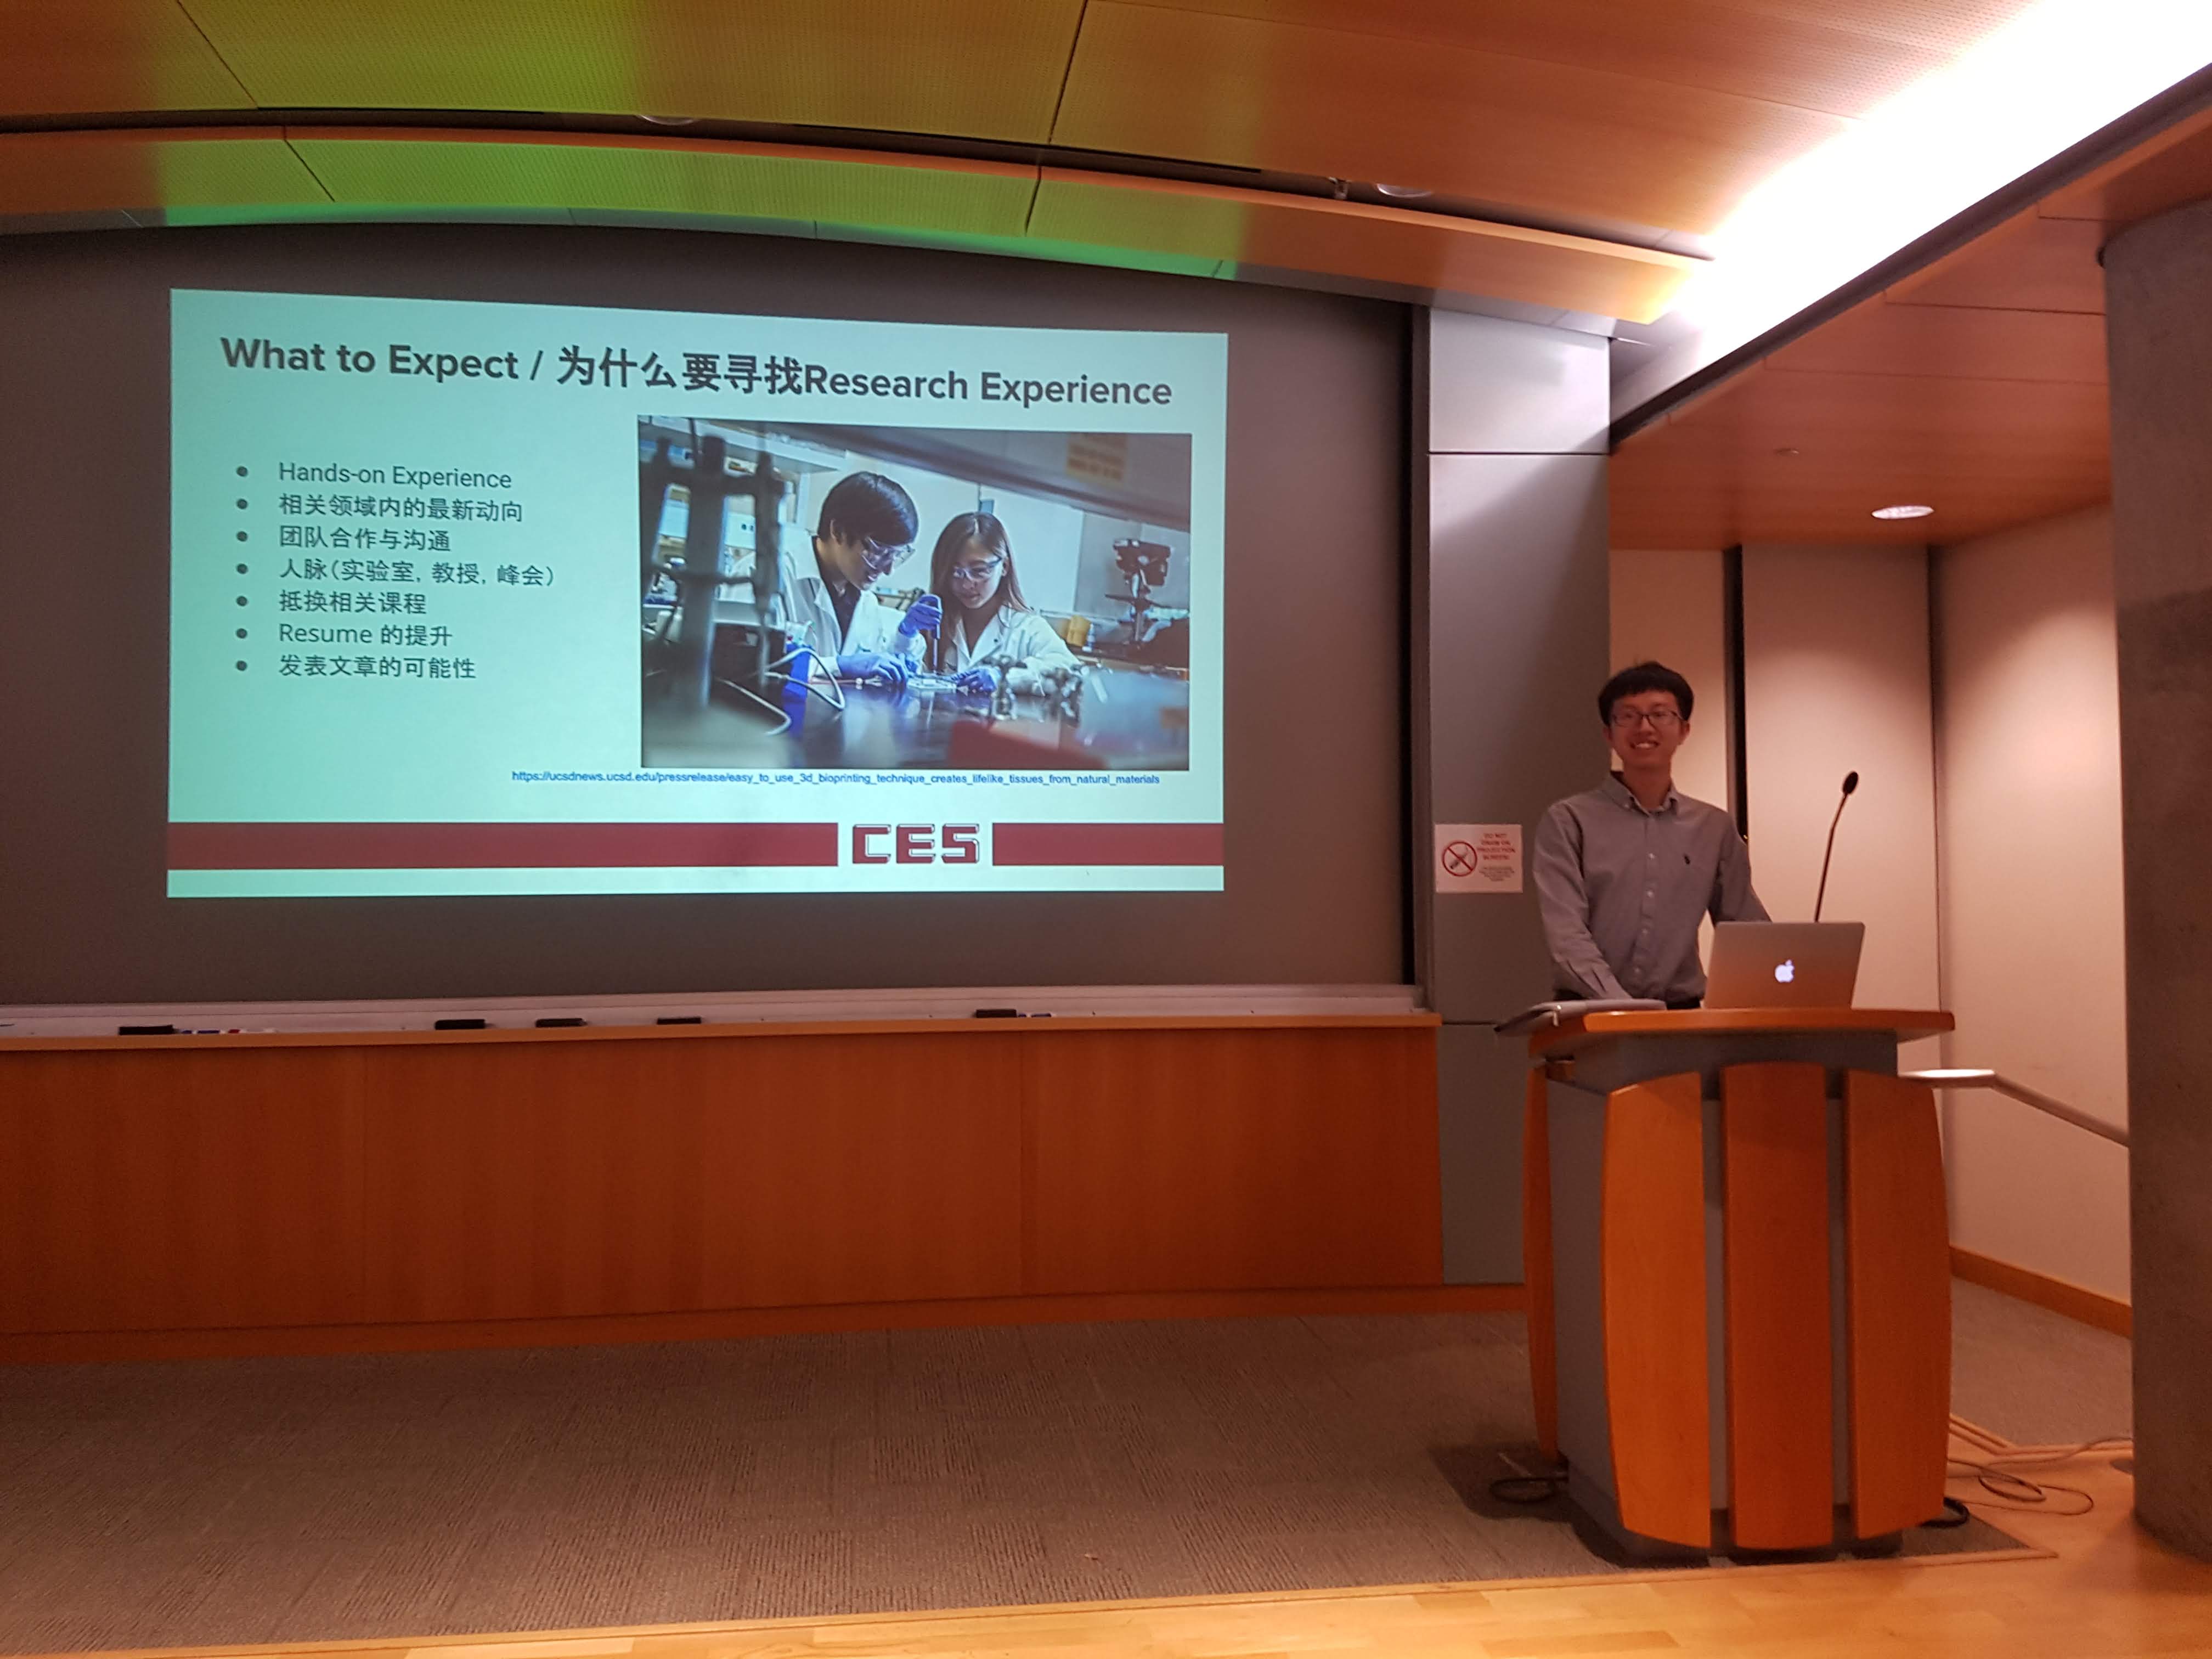 What to Expect / 为什么要寻找Research Experience
Hands-on Experience
相关领域内的最新动向
团队合作与沟通
人脉(实验室, 教授, 峰会)
抵换相关课程
Resume 的提升
发表文章的可能性
https://ucsdnews.ucsd.edu/pressrelease/easy_to_use_3d_bioprinting_technique_creates_lifelike_tissues_from_natural_materials
CES
DO NOT
DRAW ON
PROJECTION
SCREEN!